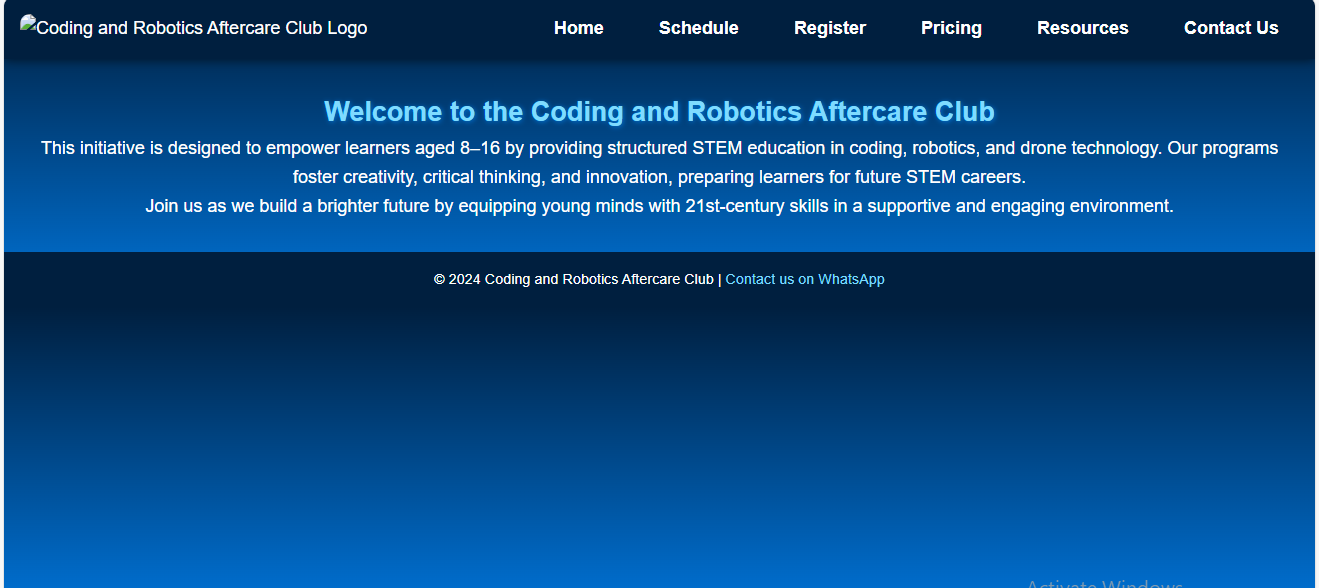 Coding and Robotics Aftercare Club Logo
Home Schedule Register Pricing Resources Contact Us
Welcome to the Coding and Robotics Aftercare Club
This initiative is designed to empower learners aged 8–16 by providing structured STEM education in coding, robotics, and drone technology. Our programs
foster creativity, critical thinking, and innovation, preparing learners for future STEM careers.
Join us as we build a brighter future by equipping young minds with 21st-century skills in a supportive and engaging environment.
© 2024 Coding and Robotics Aftercare Club | Contact us on WhatsApp
Activate Windows